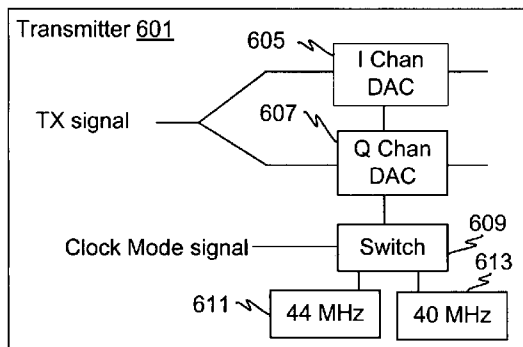 Transmitter 601
605
I Chan
DAC
TX signal
607
Q Chan
DAC
Clock Mode signal
Switch
609
613
611
44 MHz
40 MHz